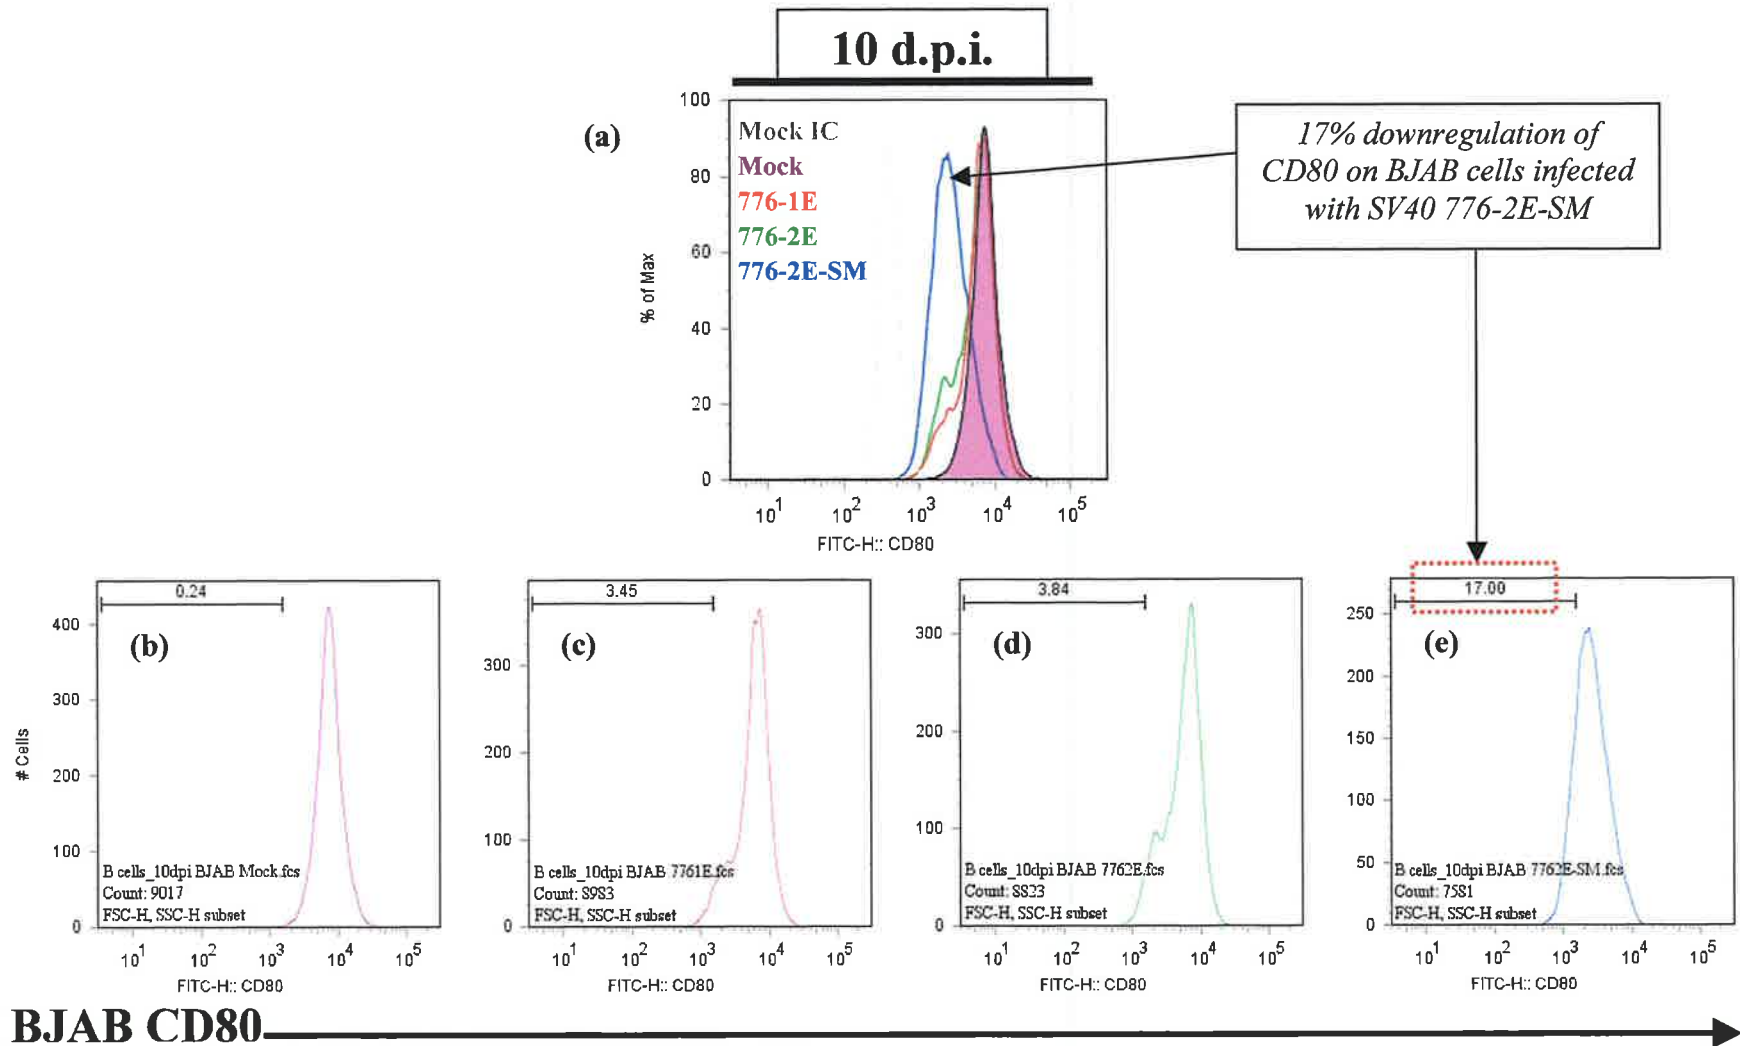 10 d.p.i.
(a)
Mock IC
Mock
776-1E
776-2E
776-2E-SM
17% downregulation of
CD80 on BJAB cells infected
with SV40 776-2E-SM
% of Max
100
80
60
40
20
0
10^1 10^2 10^3 10^4 10^5
FITC-H:: CD80
(b)
0.24
# Cells
400
300
200
100
0
B cells_10dpi BJAB Mock.fcs
Count: 9017
FSC-H, SSC-H subset
10^1 10^2 10^3 10^4 10^5
FITC-H:: CD80
(c)
3.45
300
200
100
0
B cells_10dpi BJAB 7761E.fcs
Count: 8983
FSC-H, SSC-H subset
10^1 10^2 10^3 10^4 10^5
FITC-H:: CD80
(d)
3.84
300
200
100
0
B cells_10dpi BJAB 7762E.fcs
Count: 8823
FSC-H, SSC-H subset
10^1 10^2 10^3 10^4 10^5
FITC-H:: CD80
(e)
17.00
250
200
150
100
50
0
B cells_10dpi BJAB 7762E-SM.fcs
Count: 7581
FSC-H, SSC-H subset
10^1 10^2 10^3 10^4 10^5
FITC-H:: CD80
BJAB CD80